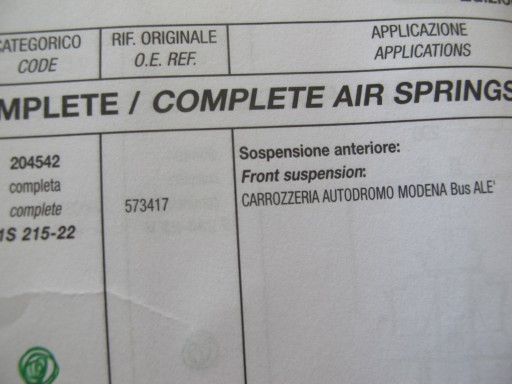 ATEGORICO RIF. ORIGINALE APPLICAZIONE
CODE O.E. REF. APPLICATIONS
MPLETE / COMPLETE AIR SPRINGS
204542
completa
complete
1S 215-22
573417
Sospensione anteriore:
Front suspension:
CARROZZERIA AUTODROMO MODENA Bus ALE'